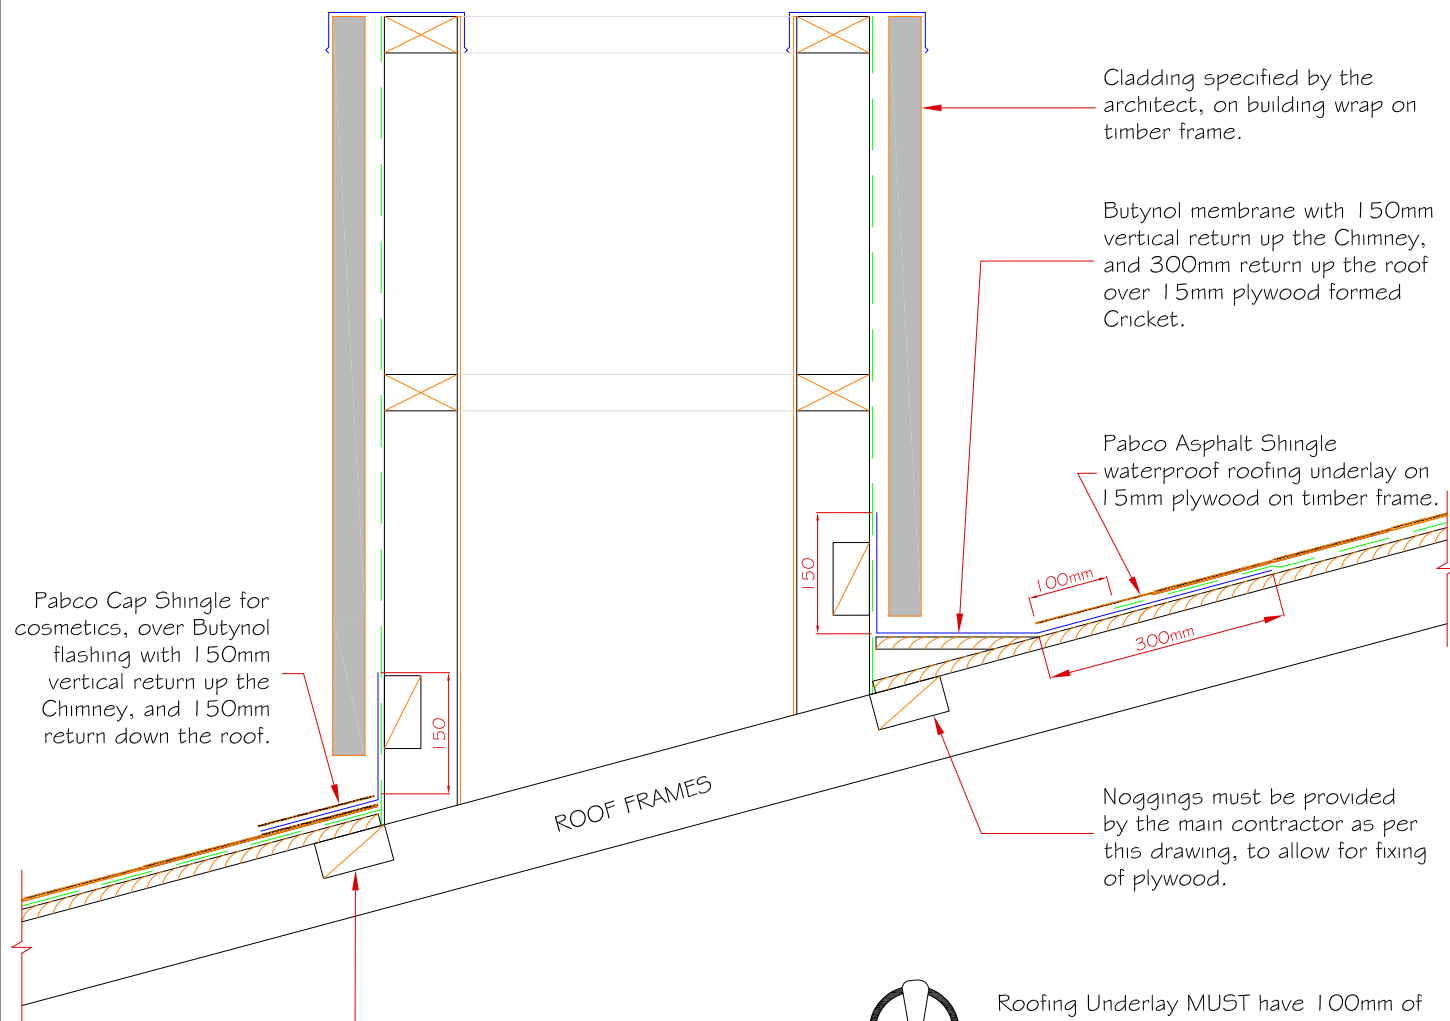 Cladding specified by the
architect, on building wrap on
timber frame.
Butynol membrane with 150mm
vertical return up the Chimney,
and 300mm return up the roof
over 15mm plywood formed
Cricket.
Pabco Asphalt Shingle
waterproof roofing underlay on
15mm plywood on timber frame.
150
100mm
300mm
Pabco Cap Shingle for
cosmetics, over Butynol
flashing with 150mm
vertical return up the
Chimney, and 150mm
return down the roof.
150
ROOF FRAMES
Noggings must be provided
by the main contractor as per
this drawing, to allow for fixing
of plywood.
Roofing Underlay MUST have 100mm of